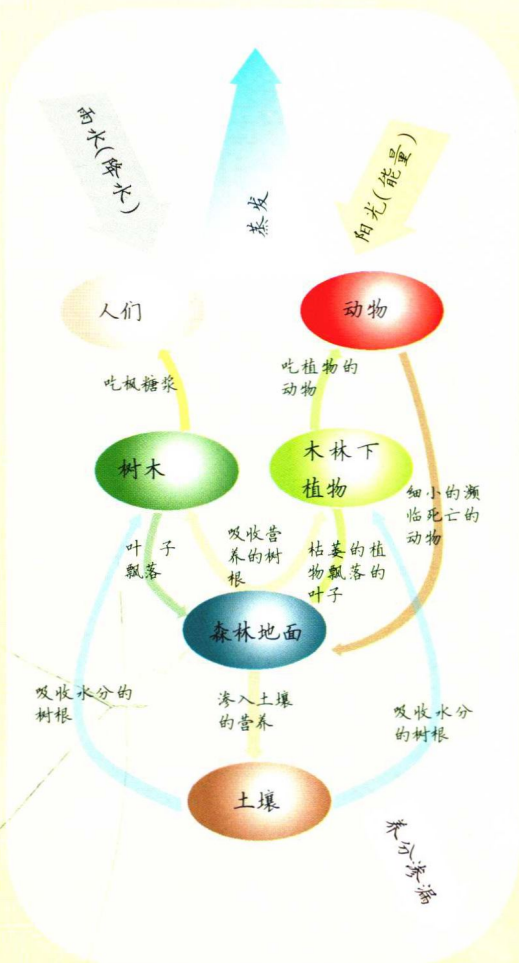 雨水(降水)
蒸发
阳光(能量)
人们
动物
吃枫糖浆
吃植物的
动物
树木
木林下
植物
细小的濒
临死亡的
动物
叶 子
飘落
吸收营
养的树
根
枯萎的植
物飘落的
叶子
森林地面
吸收水分的
树根
渗入土壤
的营养
吸收水分
的树根
土壤
养分渗漏